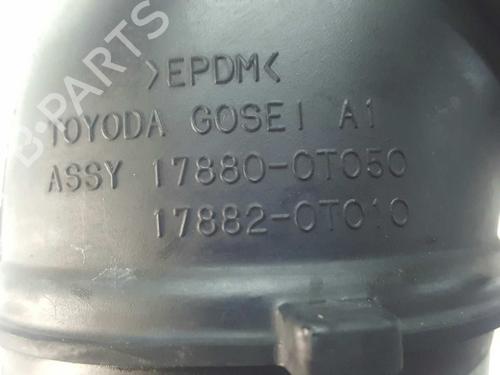 >EPDM<
TOYODA GOSEI A1
ASSY 17880-0T050
17882-0T010
B-PARTS